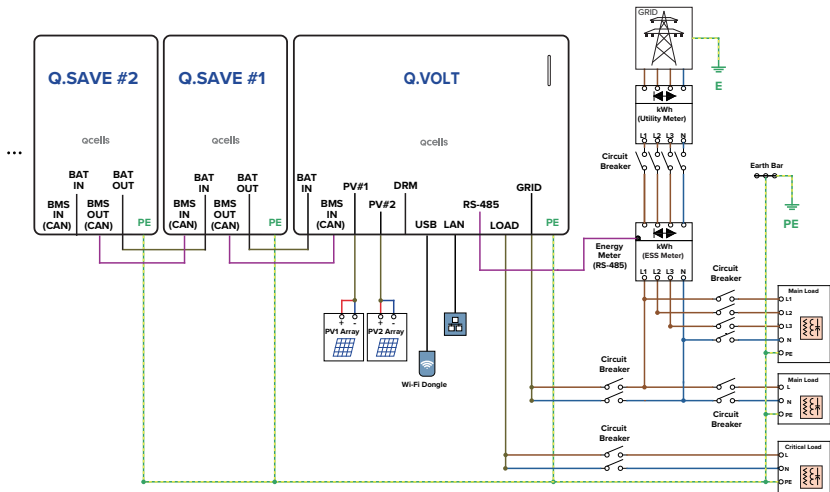 GRID
E
Q.SAVE #2
Q.SAVE #1
Q.VOLT
qcells
qcells
qcells
...
kWh
(Utility Meter)
L1 L2 L3 N
Circuit
Breaker
Earth Bar
PE
BAT
IN
BAT
OUT
BMS
IN
(CAN)
BMS
OUT
(CAN)
PE
BAT
IN
BAT
OUT
BMS
IN
(CAN)
BMS
OUT
(CAN)
PE
BAT
IN
BMS
IN
(CAN)
PV#1
PV#2
DRM
USB
LAN
RS-485
LOAD
GRID
PE
Energy
Meter
(RS-485)
kWh
(ESS Meter)
L1 L2 L3 N
Circuit
Breaker
Main Load
L1
L2
L3
N
PE
+ -
PV1 Array
+ -
PV2 Array
Wi-Fi Dongle
Circuit
Breaker
Circuit
Breaker
Main Load
L
N
PE
Circuit
Breaker
Critical Load
L
N
PE